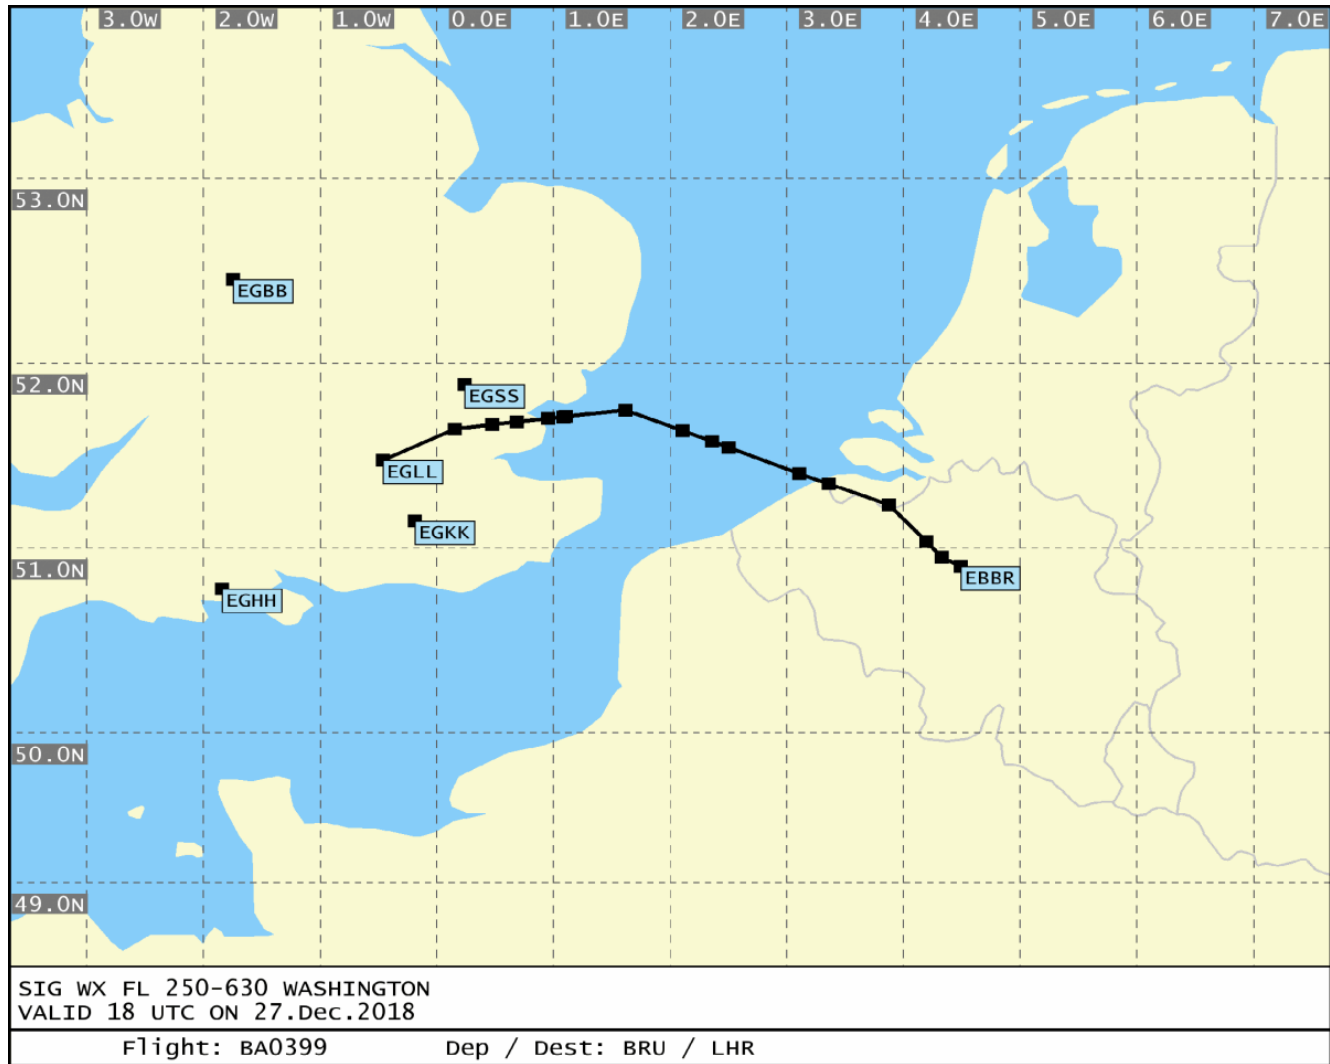 3.0W 2.0W 1.0W 0.0E 1.0E 2.0E 3.0E 4.0E 5.0E 6.0E 7.0E
53.0N
EGBB
52.0N
EGSS
EGLL
EGKK
51.0N
EBBR
EGHH
50.0N
49.0N
SIG WX FL 250-630 WASHINGTON
VALID 18 UTC ON 27.Dec.2018
Flight: BA0399 Dep / Dest: BRU / LHR